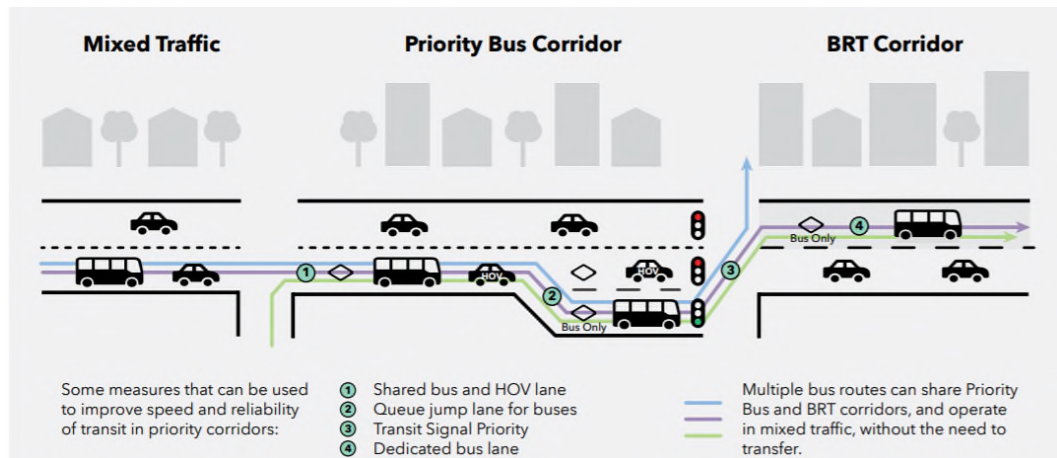 Mixed Traffic
Priority Bus Corridor
BRT Corridor
1
HOV
2
Bus Only
HOV
3
Bus Only
4
Some measures that can be used
to improve speed and reliability
of transit in priority corridors:
1 Shared bus and HOV lane
2 Queue jump lane for buses
3 Transit Signal Priority
4 Dedicated bus lane
Multiple bus routes can share Priority
Bus and BRT corridors, and operate
in mixed traffic, without the need to
transfer.